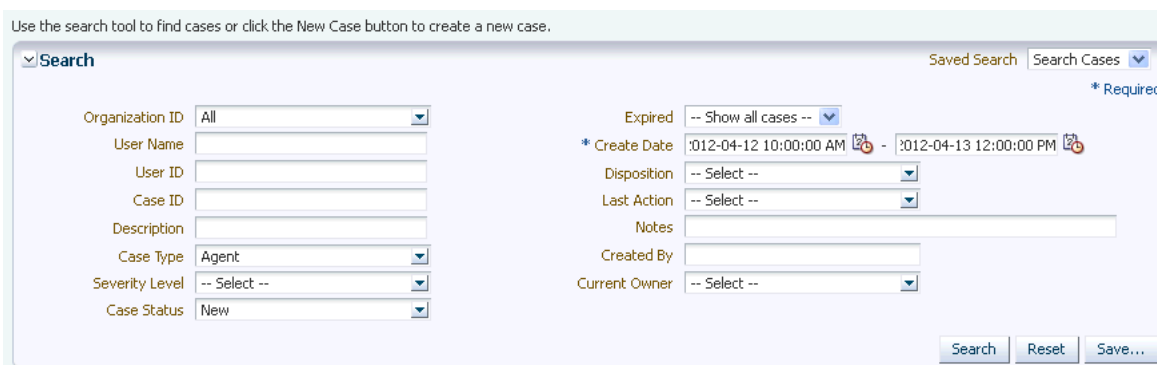 Use the search tool to find cases or click the New Case button to create a new case.
Search
Saved Search Search Cases
* Required
Organization ID All
User Name
User ID
Case ID
Description
Case Type Agent
Severity Level -- Select --
Case Status New
Expired -- Show all cases --
* Create Date 2012-04-12 10:00:00 AM - 2012-04-13 12:00:00 PM
Disposition -- Select --
Last Action -- Select --
Notes
Created By
Current Owner -- Select --
Search Reset Save...